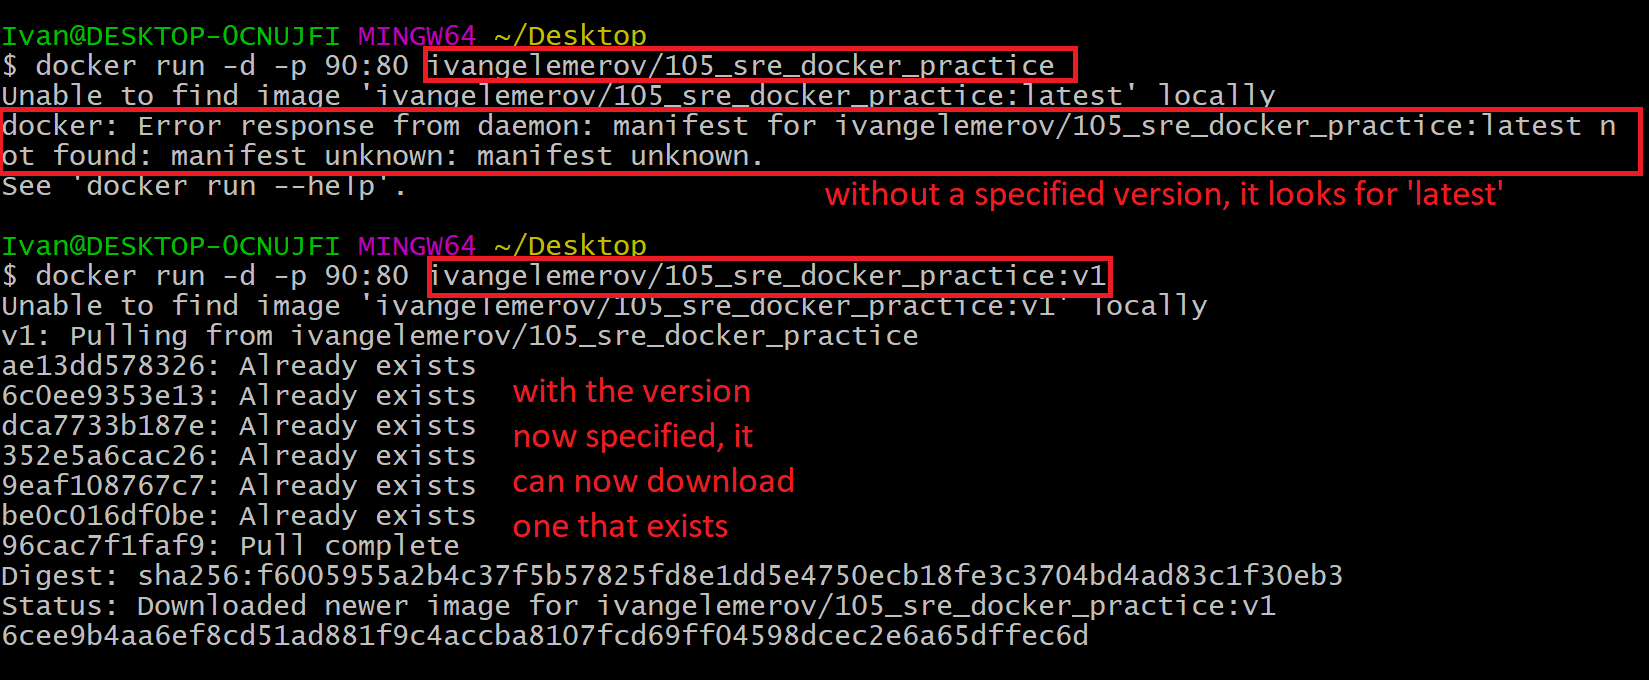 Ivan@DESKTOP-0CNUJFI MINGW64 ~/Desktop
$ docker run -d -p 90:80 ivangelemerov/105_sre_docker_practice
Unable to find image 'ivangelemerov/105_sre_docker_practice:latest' locally
docker: Error response from daemon: manifest for ivangelemerov/105_sre_docker_practice:latest n
ot found: manifest unknown: manifest unknown.
See 'docker run --help'.
without a specified version, it looks for 'latest'
Ivan@DESKTOP-0CNUJFI MINGW64 ~/Desktop
$ docker run -d -p 90:80 ivangelemerov/105_sre_docker_practice:v1
Unable to find image 'ivangelemerov/105_sre_docker_practice:v1' locally
v1: Pulling from ivangelemerov/105_sre_docker_practice
ae13dd578326: Already exists
6c0ee9353e13: Already exists
dca7733b187e: Already exists
352e5a6cac26: Already exists
9eaf108767c7: Already exists
be0c016df0be: Already exists
96cac7f1faf9: Pull complete
with the version
now specified, it
can now download
one that exists
Digest: sha256:f6005955a2b4c37f5b57825fd8e1dd5e4750ecb18fe3c3704bd4ad83c1f30eb3
Status: Downloaded newer image for ivangelemerov/105_sre_docker_practice:v1
6cee9b4aa6ef8cd51ad881f9c4accba8107fcd69ff04598dcec2e6a65dffec6d